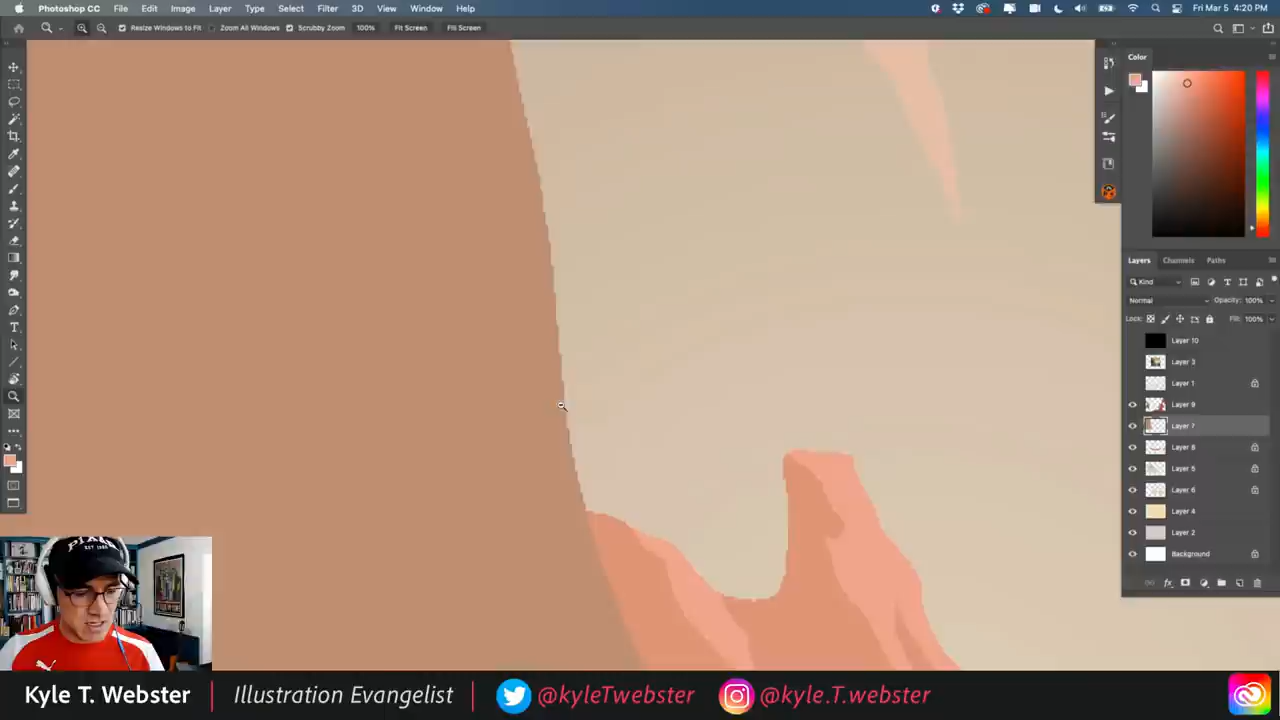 Photoshop CC File Edit Image Layer Type Select Filter 3D View Window Help Fri Mar 5 4:20 PM
Resize Windows to Fit Zoom All Windows Scrubby Zoom 100% Fit Screen Fit Screen
Color
Layers Channels Paths
Kind
Normal Opacity: 100%
Lock: Fill: 100%
Layer 10
Layer 3
Layer 1
Layer 9
Layer 7
Layer 8
Layer 5
Layer 6
Layer 4
Layer 2
Background
Kyle T. Webster | Illustration Evangelist | @kyleTwebster @kyle.T.webster